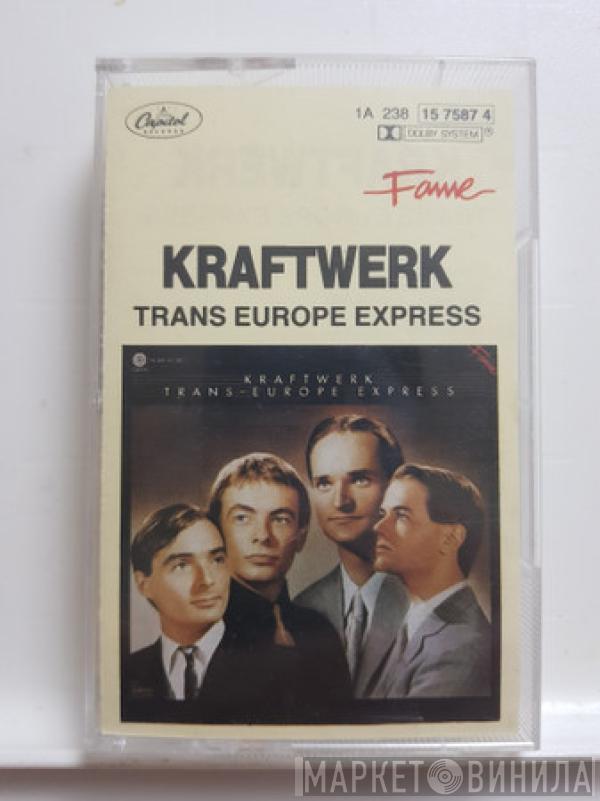 Capitol
RECORDS
1A 238 15 7587 4
DOLBY SYSTEM ®
Fame
KRAFTWERK
TRANS EUROPE EXPRESS
KRAFTWERK
TRANS-EUROPE EXPRESS
МАРКЕТ ВИНИЛА